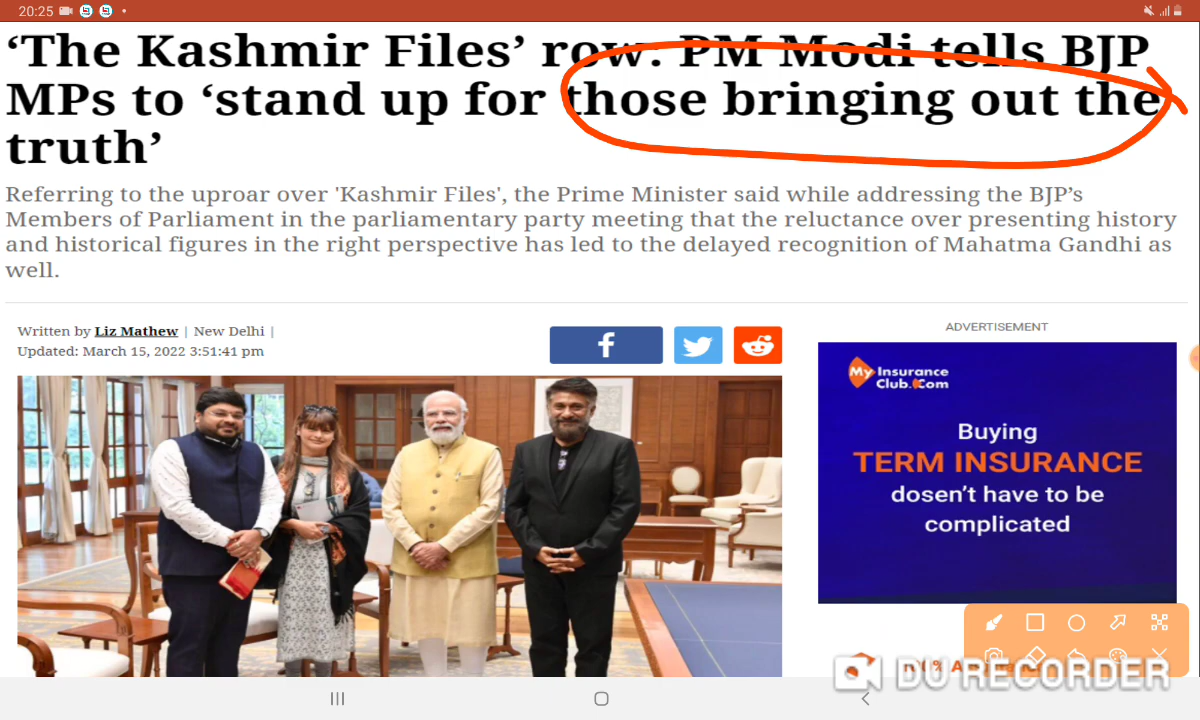 20:25
‘The Kashmir Files’ row: PM Modi tells BJP
MPs to ‘stand up for those bringing out the
truth’
Referring to the uproar over 'Kashmir Files', the Prime Minister said while addressing the BJP’s
Members of Parliament in the parliamentary party meeting that the reluctance over presenting history
and historical figures in the right perspective has led to the delayed recognition of Mahatma Gandhi as
well.
Written by Liz Mathew | New Delhi |
Updated: March 15, 2022 3:51:41 pm
ADVERTISEMENT
My Insurance
Club.Com
Buying
TERM INSURANCE
dosen’t have to be
complicated
100% A
DU RECORDER